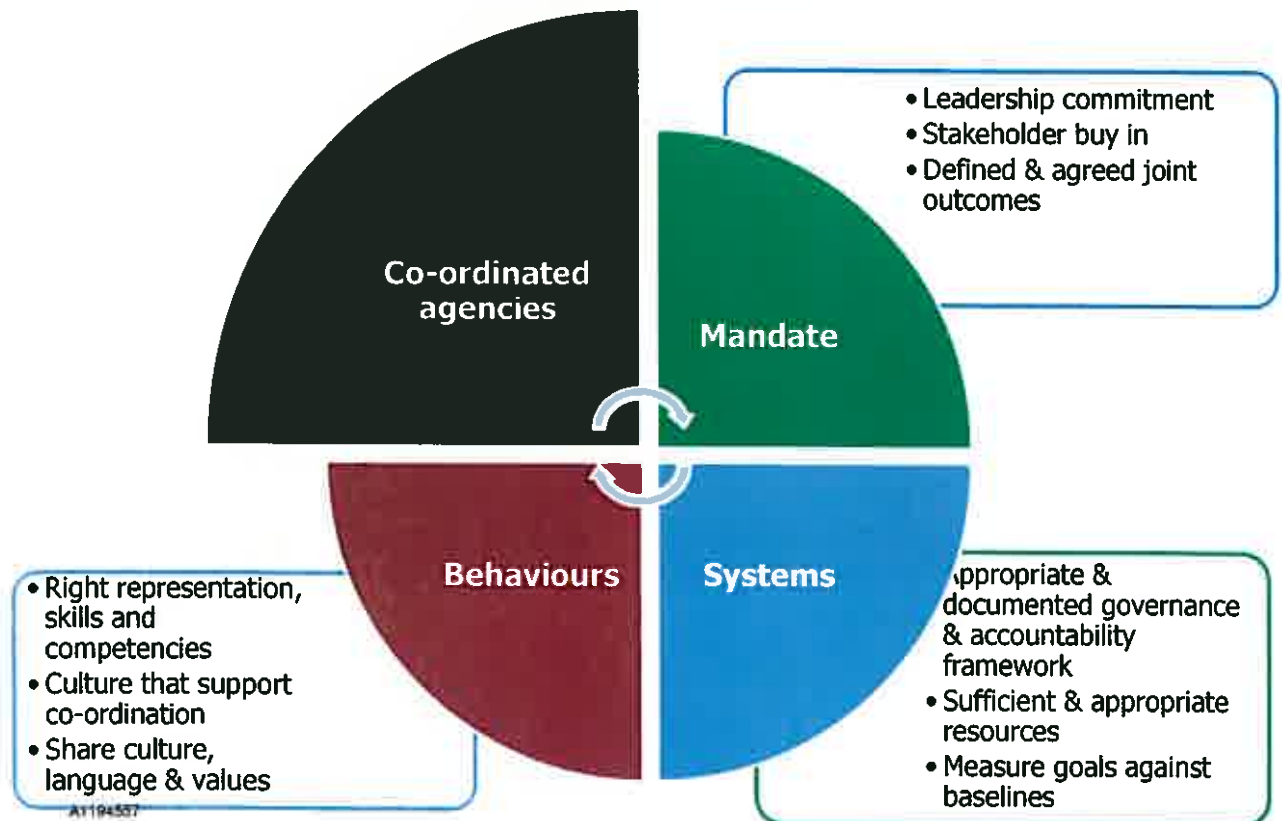 Co-ordinated
agencies
Mandate
• Leadership commitment
• Stakeholder buy in
• Defined & agreed joint
outcomes
Behaviours
• Right representation,
skills and
competencies
• Culture that support
co-ordination
• Share culture,
language & values
Systems
Appropriate &
documented governance
& accountability
framework
• Sufficient & appropriate
resources
• Measure goals against
baselines
A1194557